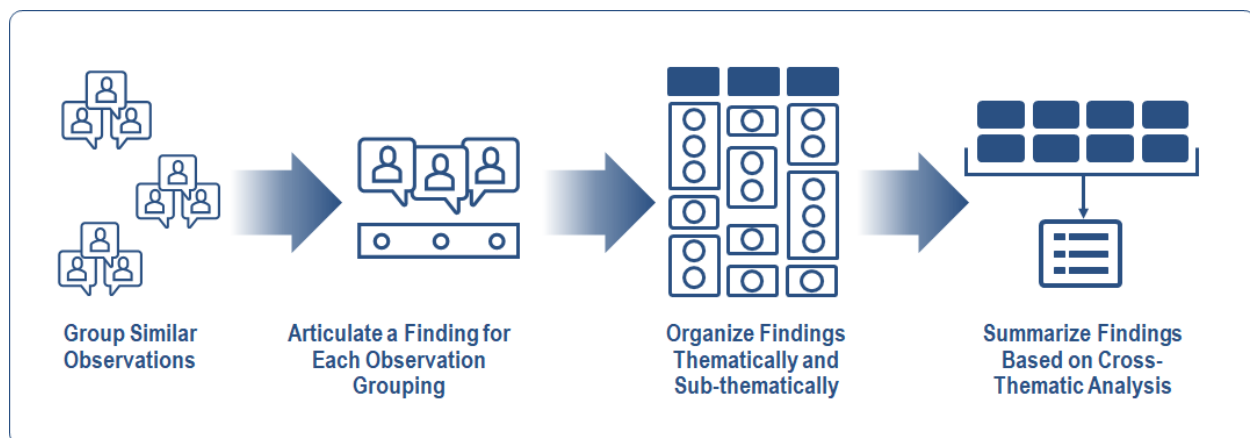 Group Similar
Observations
Articulate a Finding for
Each Observation
Grouping
Organize Findings
Thematically and
Sub-thematically
Summarize Findings
Based on Cross-
Thematic Analysis